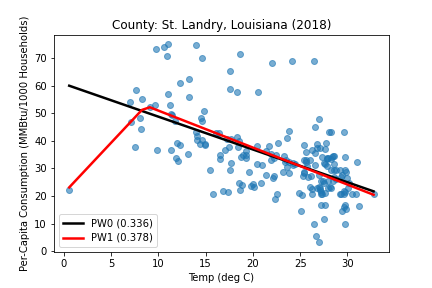 County: St. Landry, Louisiana (2018)
Per-Capita Consumption (MMBtu/1000 Households)
70
60
50
40
30
20
10
0
PW0 (0.336)
PW1 (0.378)
0 5 10 15 20 25 30
Temp (deg C)